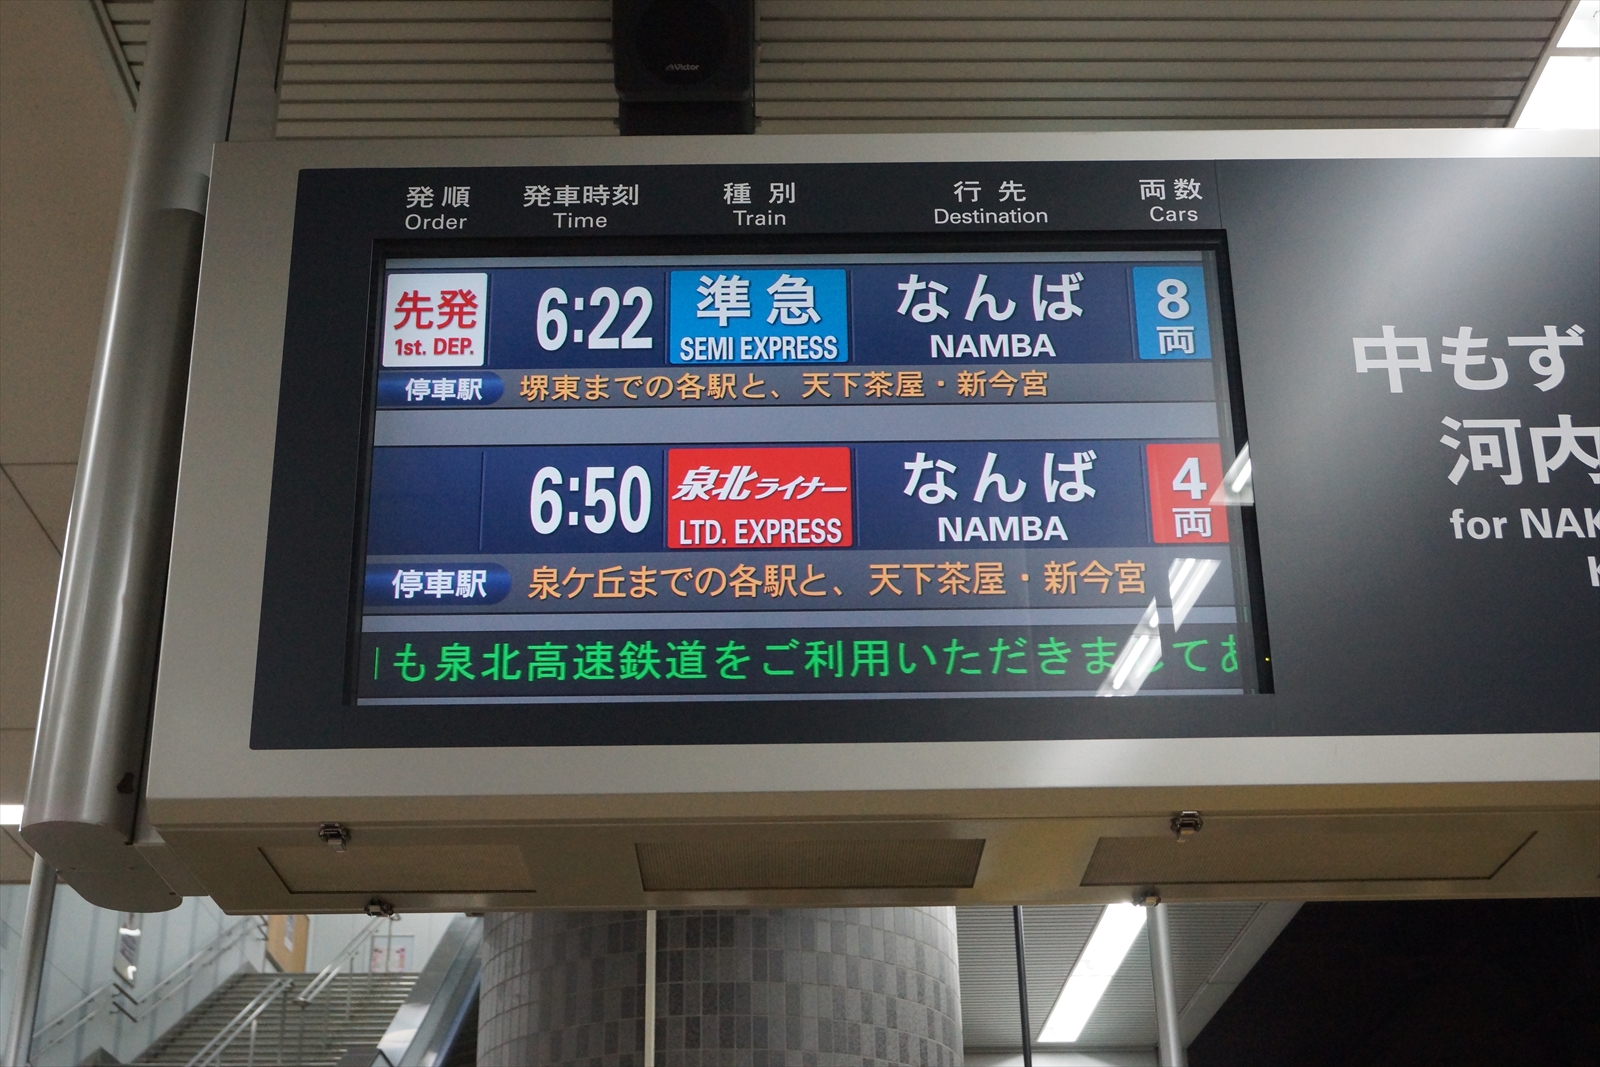 Victor
発順 発車時刻 種別 行先 両数
Order Time Train Destination Cars
先発 6:22 準急 なんば 8
1st. DEP. SEMI EXPRESS NAMBA 両
停車駅 堺東までの各駅と、天下茶屋・新今宮
6:50 泉北ライナー なんば 4
LTD. EXPRESS NAMBA 両
停車駅 泉ケ丘までの各駅と、天下茶屋・新今宮
も泉北高速鉄道をご利用いただきましてあ
中もず
河内
for NAK
K